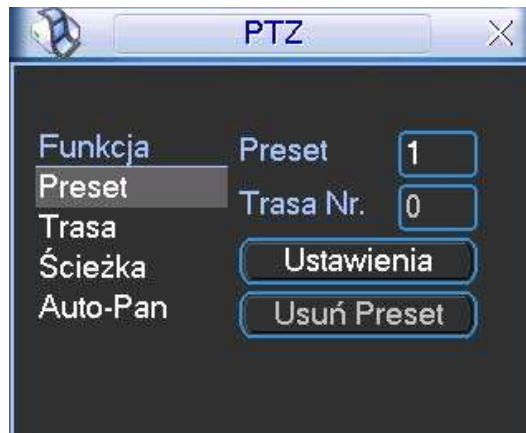 PTZ
Funkcja
Preset
Trasa
Ścieżka
Auto-Pan
Preset 1
Trasa Nr. 0
Ustawienia
Usuń Preset